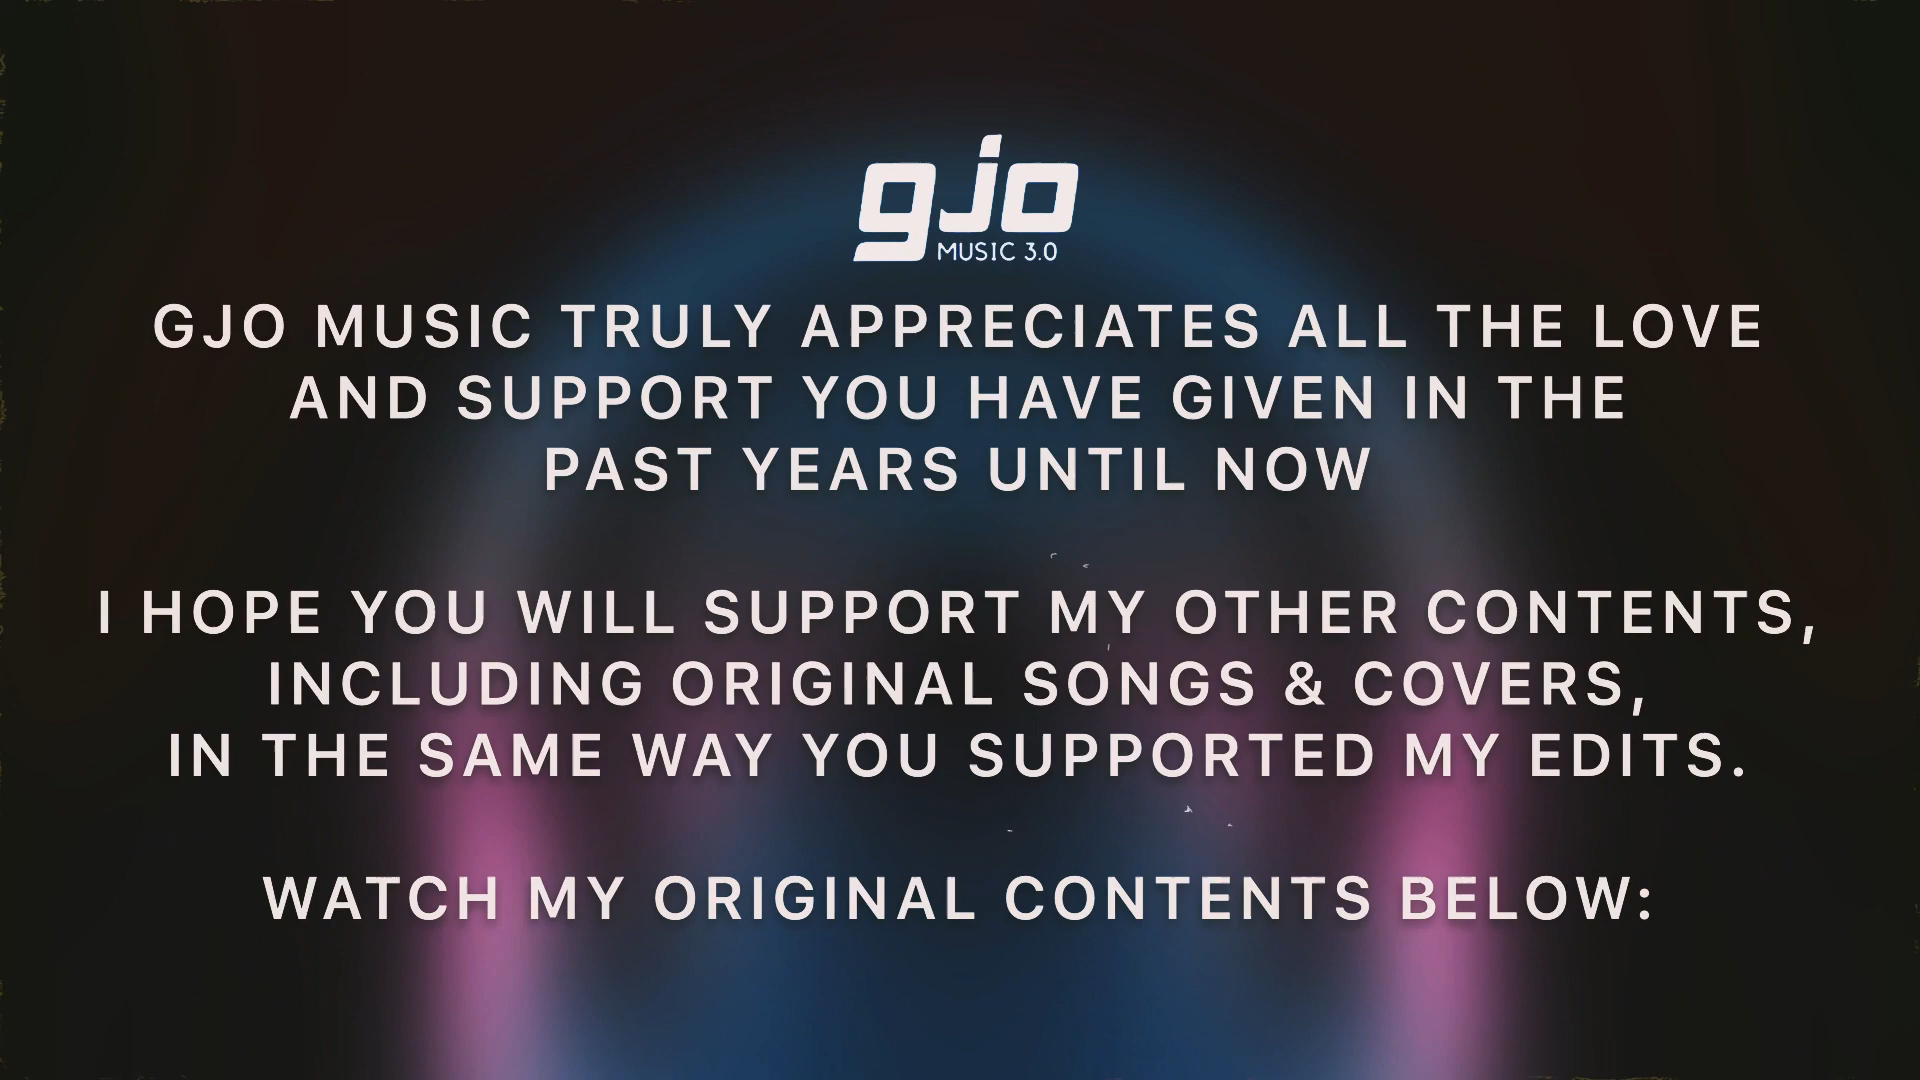 gjo
MUSIC 3.0
GJO MUSIC TRULY APPRECIATES ALL THE LOVE
AND SUPPORT YOU HAVE GIVEN IN THE
PAST YEARS UNTIL NOW
I HOPE YOU WILL SUPPORT MY OTHER CONTENTS,
INCLUDING ORIGINAL SONGS & COVERS,
IN THE SAME WAY YOU SUPPORTED MY EDITS.
WATCH MY ORIGINAL CONTENTS BELOW: